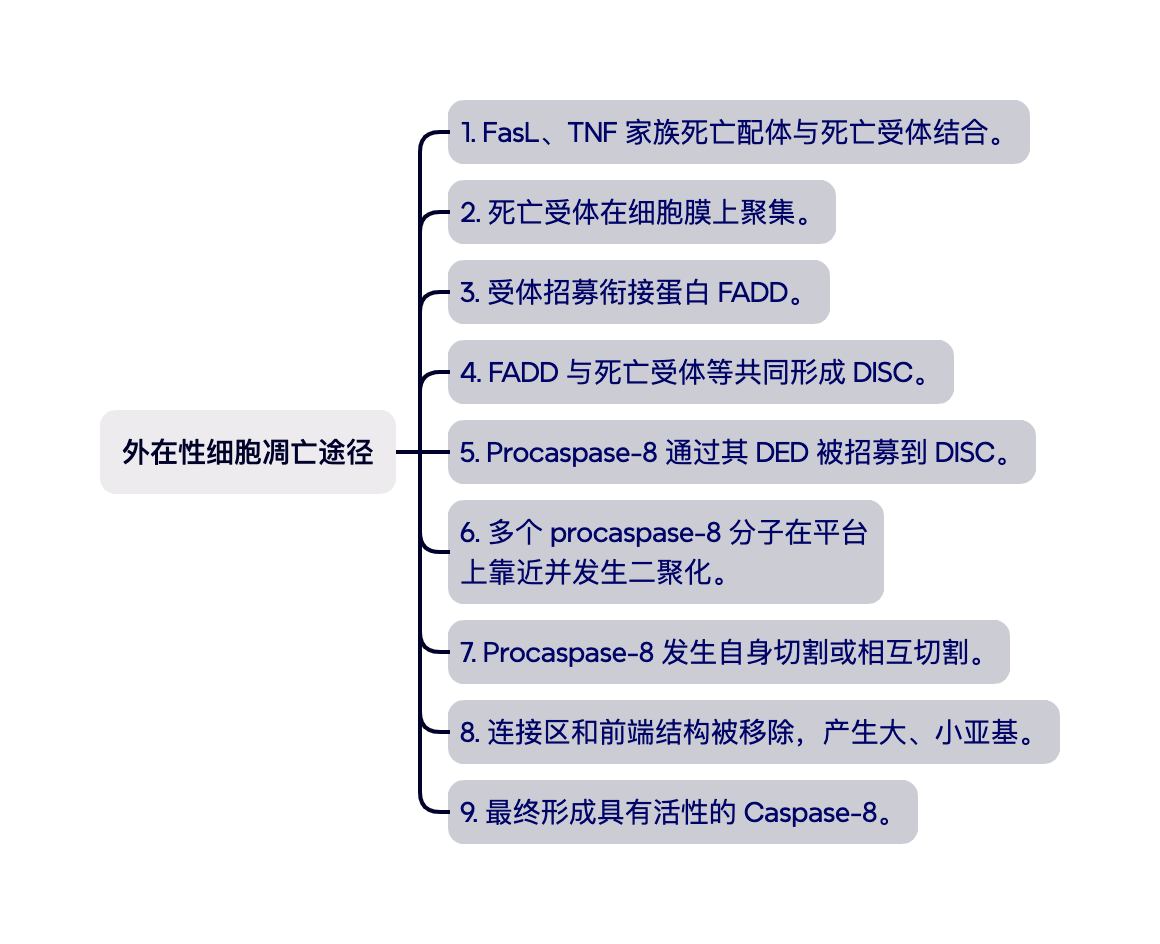 外在性细胞凋亡途径
1. FasL、TNF 家族死亡配体与死亡受体结合。
2. 死亡受体在细胞膜上聚集。
3. 受体招募衔接蛋白 FADD。
4. FADD 与死亡受体等共同形成 DISC。
5. Procaspase-8 通过其 DED 被招募到 DISC。
6. 多个 procaspase-8 分子在平台
上靠近并发生二聚化。
7. Procaspase-8 发生自身切割或相互切割。
8. 连接区和前端结构被移除，产生大、小亚基。
9. 最终形成具有活性的 Caspase-8。